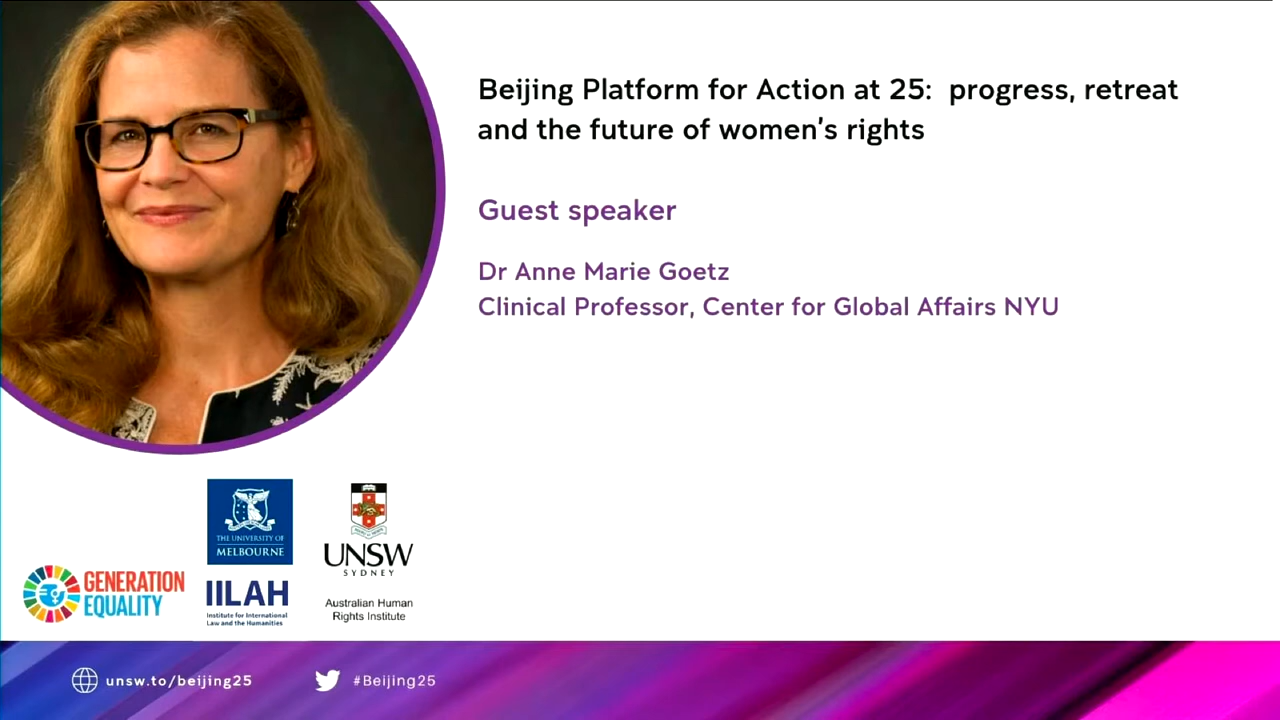 Beijing Platform for Action at 25: progress, retreat
and the future of women's rights
Guest speaker
Dr Anne Marie Goetz
Clinical Professor, Center for Global Affairs NYU
GENERATION
EQUALITY
THE UNIVERSITY OF
MELBOURNE
IILAH
Institute for International
Law and the Humanities
UNSW
SYDNEY
Australian Human
Rights Institute
unsw.to/beijing25
#Beijing25